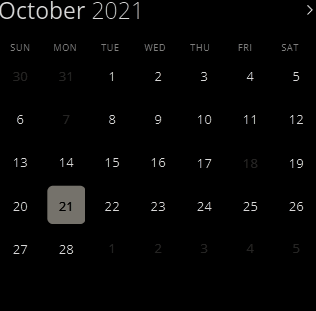 October 2021
SUN MON TUE WED THU FRI SAT
30 31 1 2 3 4 5
6 7 8 9 10 11 12
13 14 15 16 17 18 19
20 21 22 23 24 25 26
27 28 1 2 3 4 5